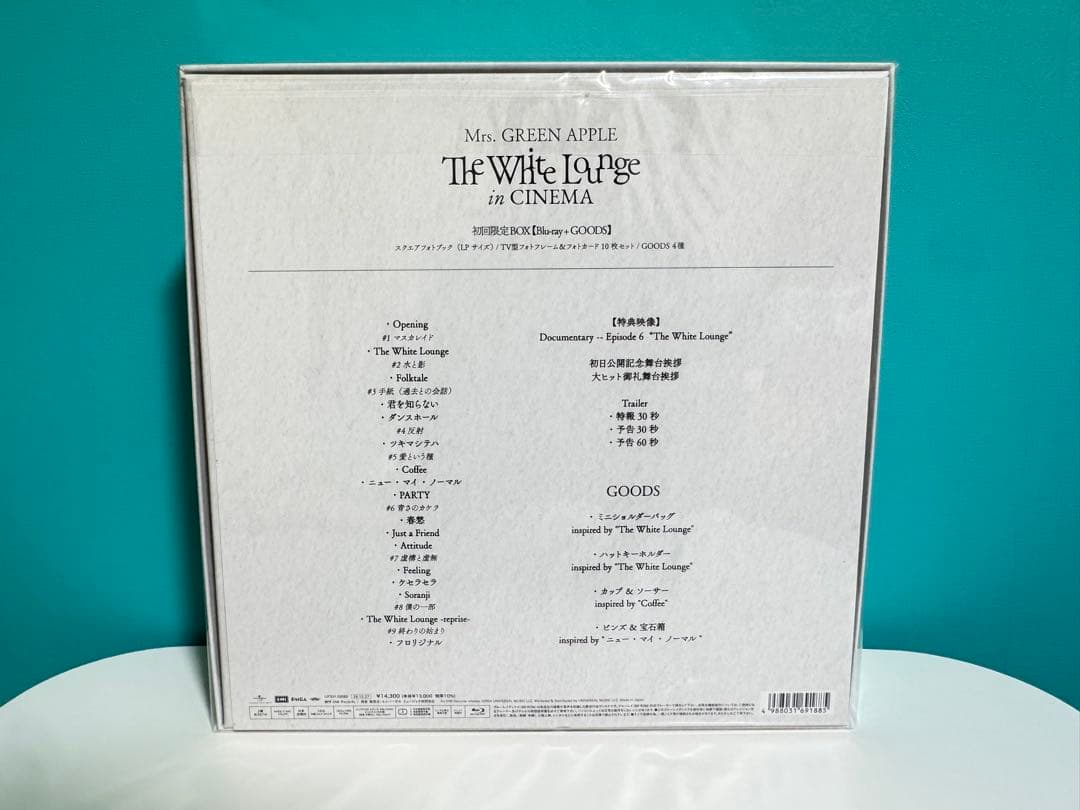 Mrs. GREEN APPLE
The White Lounge
in CINEMA
初回限定BOX【Blu-ray+GOODS】
スクエアフォトブック（LPサイズ）/ TV型フォトフレーム&フォトカード10枚セット / GOODS 4種
・Opening
#1 マスカレイド
・The White Lounge
#2 水と影
・Folktale
#3 手紙（過去との会話）
・君を知らない
・ダンスホール
#4 反射
・ツキマシテハ
#5 愛という種
・Coffee
・ニュー・マイ・ノーマル
・PARTY
#6 青さのカケラ
・春愁
・Just a Friend
・Attitude
#7 虚構と虚無
・Feeling
・ケセラセラ
・Soranji
#8 僕の一部
・The White Lounge -reprise-
#9 終わりの始まり
・フロリジナル
【特典映像】
Documentary -- Episode 6 "The White Lounge"
初日公開記念舞台挨拶
大ヒット御礼舞台挨拶
Trailer
・特報 30 秒
・予告 30 秒
・予告 60 秒
GOODS
・ミニショルダーバッグ
inspired by "The White Lounge"
・ハットキーホルダー
inspired by "The White Lounge"
・カップ & ソーサー
inspired by "Coffee"
・ピンズ & 宝石箱
inspired by "ニュー・マイ・ノーマル"
EMI
¥14,300（税抜¥13,000）税率10%
4 988031 691885